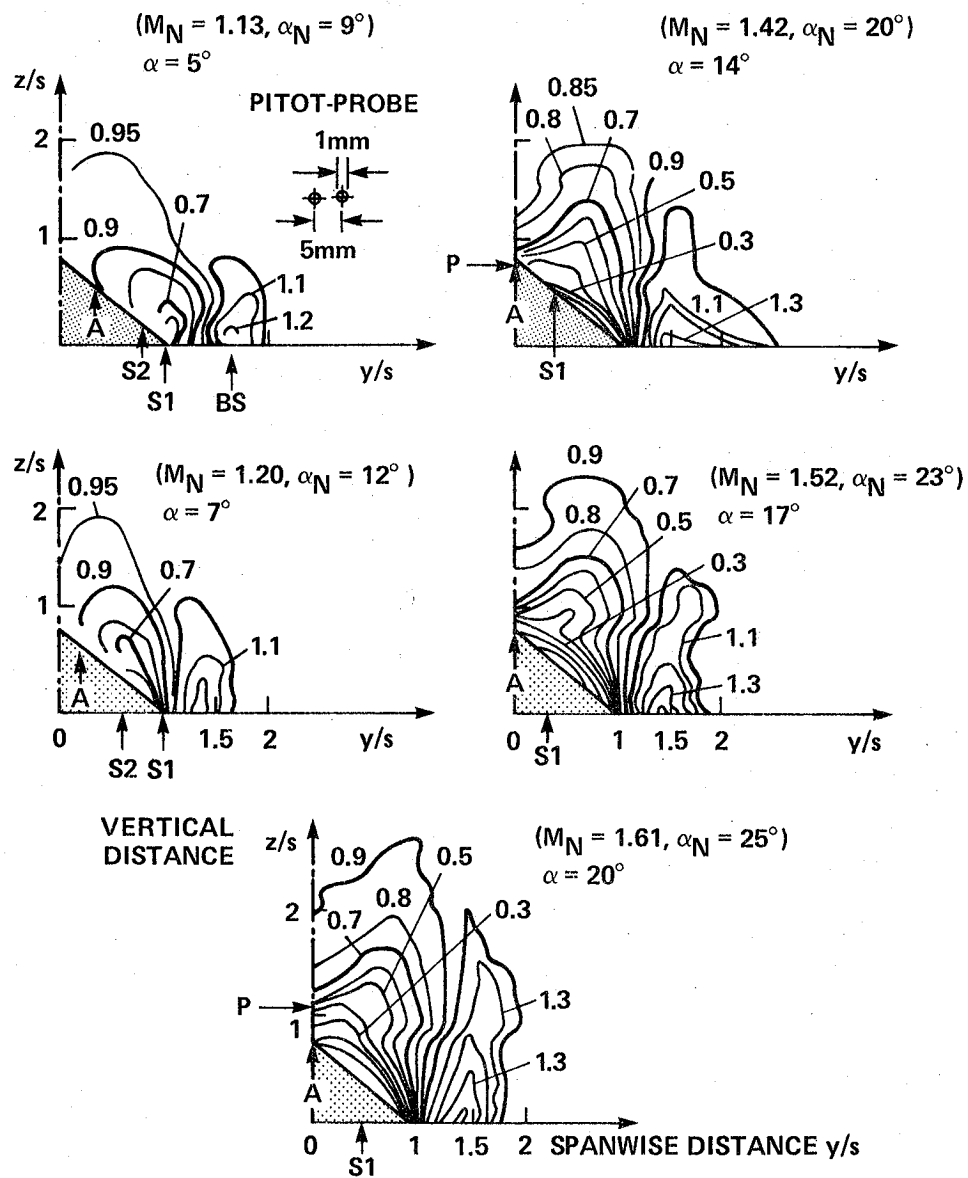 (M_N = 1.13, α_N = 9°)
α = 5°
z/s
PITOT-PROBE
1mm
5mm
0.95
2
0.7
0.9
1
1.1
1.2
A
S2
S1
BS
y/s
(M_N = 1.42, α_N = 20°)
α = 14°
0.85
0.8
0.7
0.9
0.5
0.3
P
1.1
1.3
A
S1
y/s
z/s
(M_N = 1.20, α_N = 12°)
α = 7°
0.95
2
0.9
0.7
1
1.1
A
0
1.5
2
y/s
S2
S1
(M_N = 1.52, α_N = 23°)
α = 17°
0.9
0.7
0.8
0.5
0.3
1.1
1.3
A
0
1
1.5
2
y/s
S1
VERTICAL
DISTANCE
z/s
(M_N = 1.61, α_N = 25°)
α = 20°
0.9
0.5
0.8
0.3
2
0.7
P
1
1.3
1.3
A
0
1
1.5
2
SPANWISE DISTANCE y/s
S1